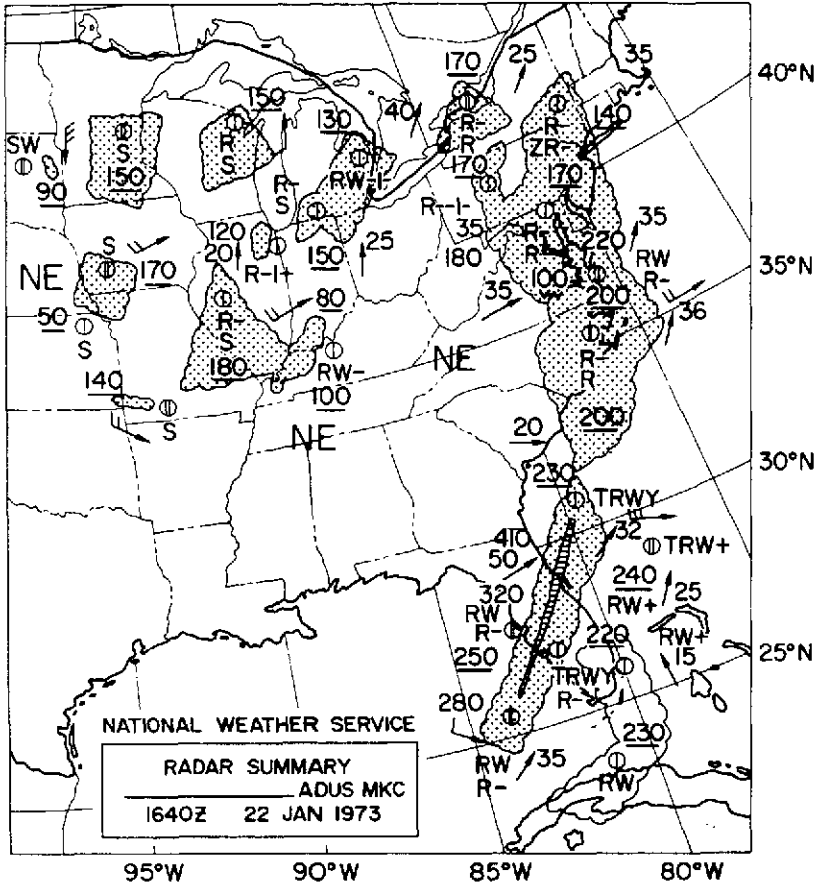 170
25
35
40°N
150
40
130
R-
R-
140
SW
S
R
S
R
ZR-
RW-I-
170
170
90
150
R-
S
R--I-
120
35
35
S
20
180
220
RW
R-
NE
170
R-I+
150
25
100
35°N
50
80
35
200
36
S
R-
S
R-
R
RW-
NE
140
180
100
S
NE
200
20
30°N
230
TRWY
410
32
TRW+
50
240
25
320
RW+
RW
R-
RW+
220
250
15
25°N
TRWY
R-
280
230
35
RW
R-
RW
NATIONAL WEATHER SERVICE
RADAR SUMMARY
ADUS MKC
1640Z 22 JAN 1973
95°W
90°W
85°W
80°W